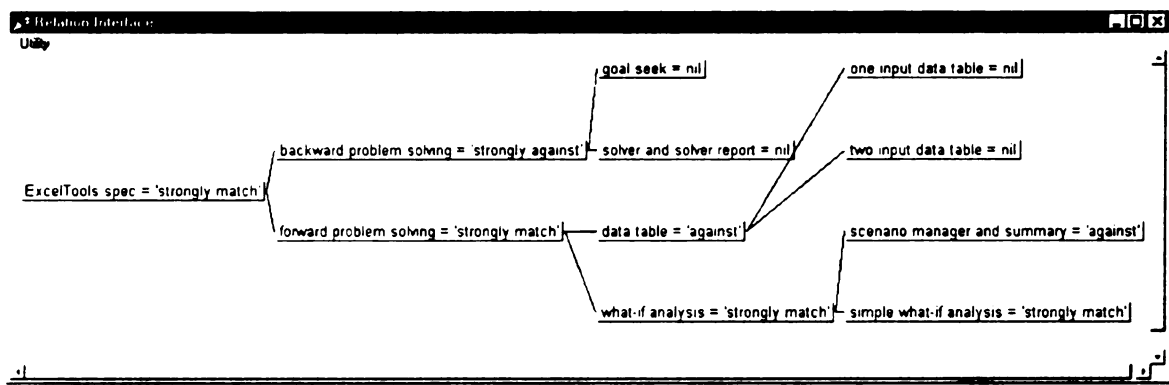 Relation Interface
Utility
goal seek = nil
one input data table = nil
backward problem solving = 'strongly against'
solver and solver report = nil
two input data table = nil
ExcelTools spec = 'strongly match'
forward problem solving = 'strongly match'
data table = 'against'
scenano manager and summary = 'against'
what-if analysis = 'strongly match'
simple what-if analysis = 'strongly match'